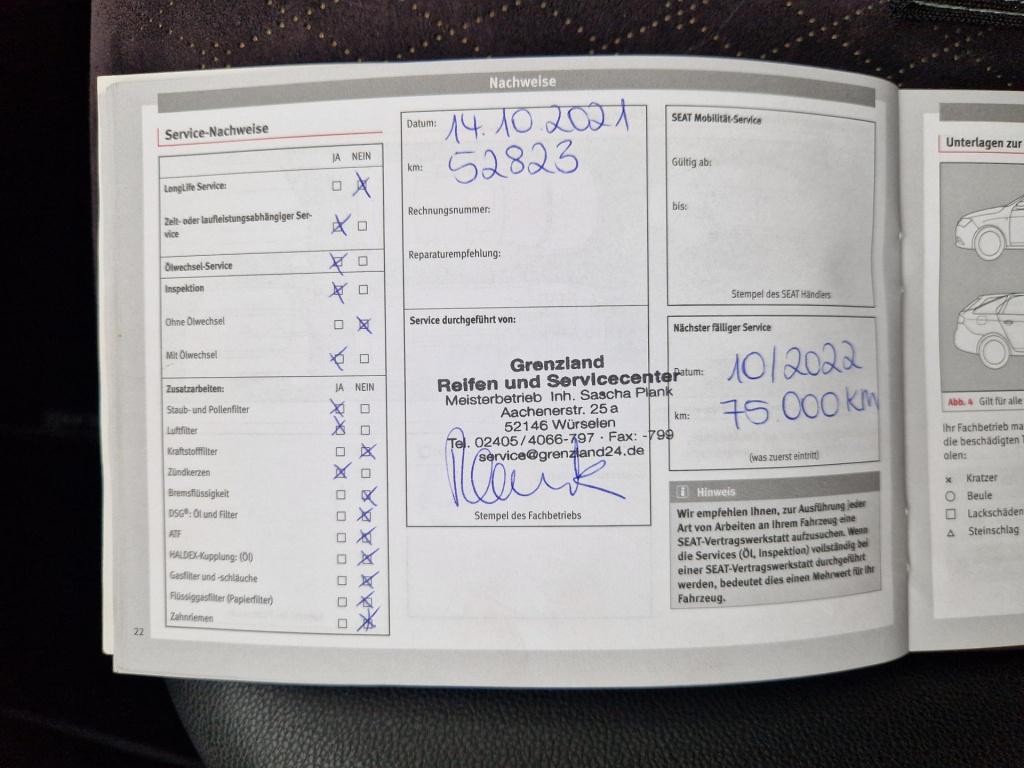 Nachweise
Service-Nachweise
JA NEIN
LongLife Service:
Zeit- oder laufleistungsabhängiger Ser-
vice
Ölwechsel-Service
Inspektion
Ohne Ölwechsel
Mit Ölwechsel
Zusatzarbeiten: JA NEIN
Staub- und Pollenfilter
Luftfilter
Kraftstofffilter
Zündkerzen
Bremsflüssigkeit
DSG®: Öl und Filter
ATF
HALDEX-Kupplung: (Öl)
Gasfilter und -schläuche
Flüssiggasfilter (Papierfilter)
Zahnriemen
22
Datum: 14.10.2021
km: 52823
Rechnungsnummer:
Reparaturempfehlung:
Service durchgeführt von:
Grenzland
Reifen und Servicecenter
Meisterbetrieb Inh. Sascha Plank
Aachenerstr. 25 a
52146 Würselen
Tel. 02405/4066-797 · Fax: -799
service@grenzland24.de
Stempel des Fachbetriebs
SEAT Mobilität-Service
Gültig ab:
bis:
Stempel des SEAT Händlers
Nächster fälliger Service
Datum: 10/2022
km: 75.000 km
(was zuerst eintritt)
Hinweis
Wir empfehlen Ihnen, zur Ausführung jeder
Art von Arbeiten an Ihrem Fahrzeug eine
SEAT-Vertragswerkstatt aufzusuchen. Wenn
die Services (Öl, Inspektion) vollständig bei
einer SEAT-Vertragswerkstatt durchgeführt
werden, bedeutet dies einen Mehrwert für Ihr
Fahrzeug.
Unterlagen zur
Abb. 4 Gilt für alle
Ihr Fachbetrieb
die beschädigten
olen:
Kratzer
Beule
Lackschäden
Steinschlag